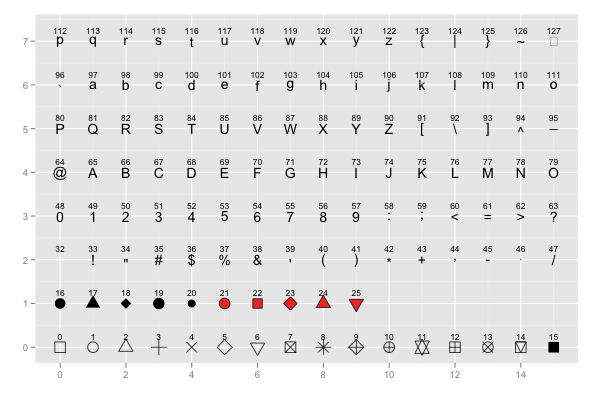 112 113 114 115 116 117 118 119 120 121 122 123 124 125 126 127
7 p q r s t u v w x y z { | } ~
96 97 98 99 100 101 102 103 104 105 106 107 108 109 110 111
6 ` a b c d e f g h i j k l m n o
80 81 82 83 84 85 86 87 88 89 90 91 92 93 94 95
5 P Q R S T U V W X Y Z [ \ ] ^ _
64 65 66 67 68 69 70 71 72 73 74 75 76 77 78 79
4 @ A B C D E F G H I J K L M N O
48 49 50 51 52 53 54 55 56 57 58 59 60 61 62 63
3 0 1 2 3 4 5 6 7 8 9 : ; < = > ?
32 33 34 35 36 37 38 39 40 41 42 43 44 45 46 47
2 ! " # $ % & ' ( ) * + , - . /
16 17 18 19 20 21 22 23 24 25
1
0 1 2 3 4 5 6 7 8 9 10 11 12 13 14 15
0
0 2 4 6 8 10 12 14